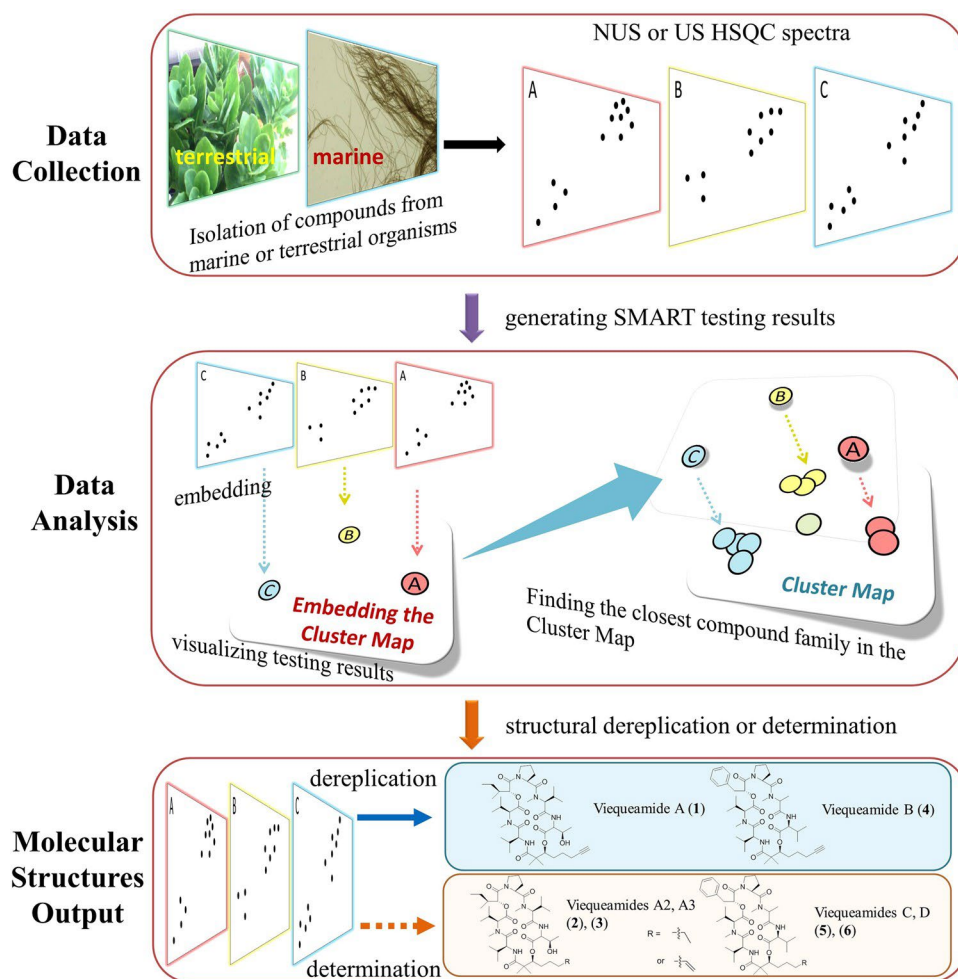 Data
Collection
terrestrial
marine
Isolation of compounds from
marine or terrestrial organisms
NUS or US HSQC spectra
A
B
C
generating SMART testing results
Data
Analysis
C
B
A
embedding
B
C
A
Embedding the
Cluster Map
visualizing testing results
B
C
A
Cluster Map
Finding the closest compound family in the
Cluster Map
structural dereplication or determination
Molecular
Structures
Output
A
B
C
dereplication
determination
Viequeamide A (1)
Viequeamide B (4)
Viequeamides A2, A3
(2), (3)
R =
or
Viequeamides C, D
(5), (6)